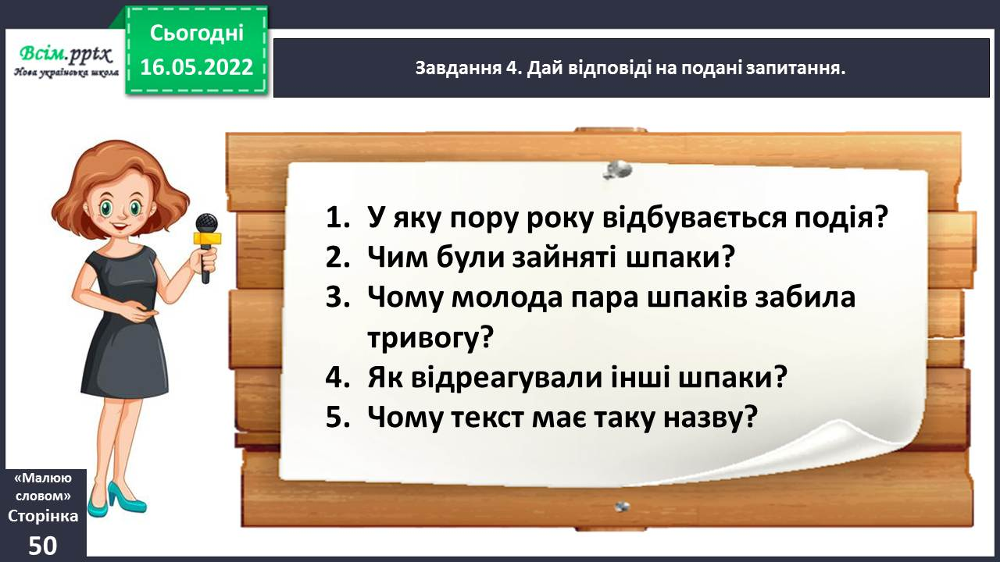 Сьогодні
16.05.2022
Всім.pptx
Нова українська школа
Завдання 4. Дай відповіді на подані запитання.
1. У яку пору року відбувається подія?
2. Чим були зайняті шпаки?
3. Чому молода пара шпаків забила
тривогу?
4. Як відреагували інші шпаки?
5. Чому текст має таку назву?
«Малюю
словом»
Сторінка
50